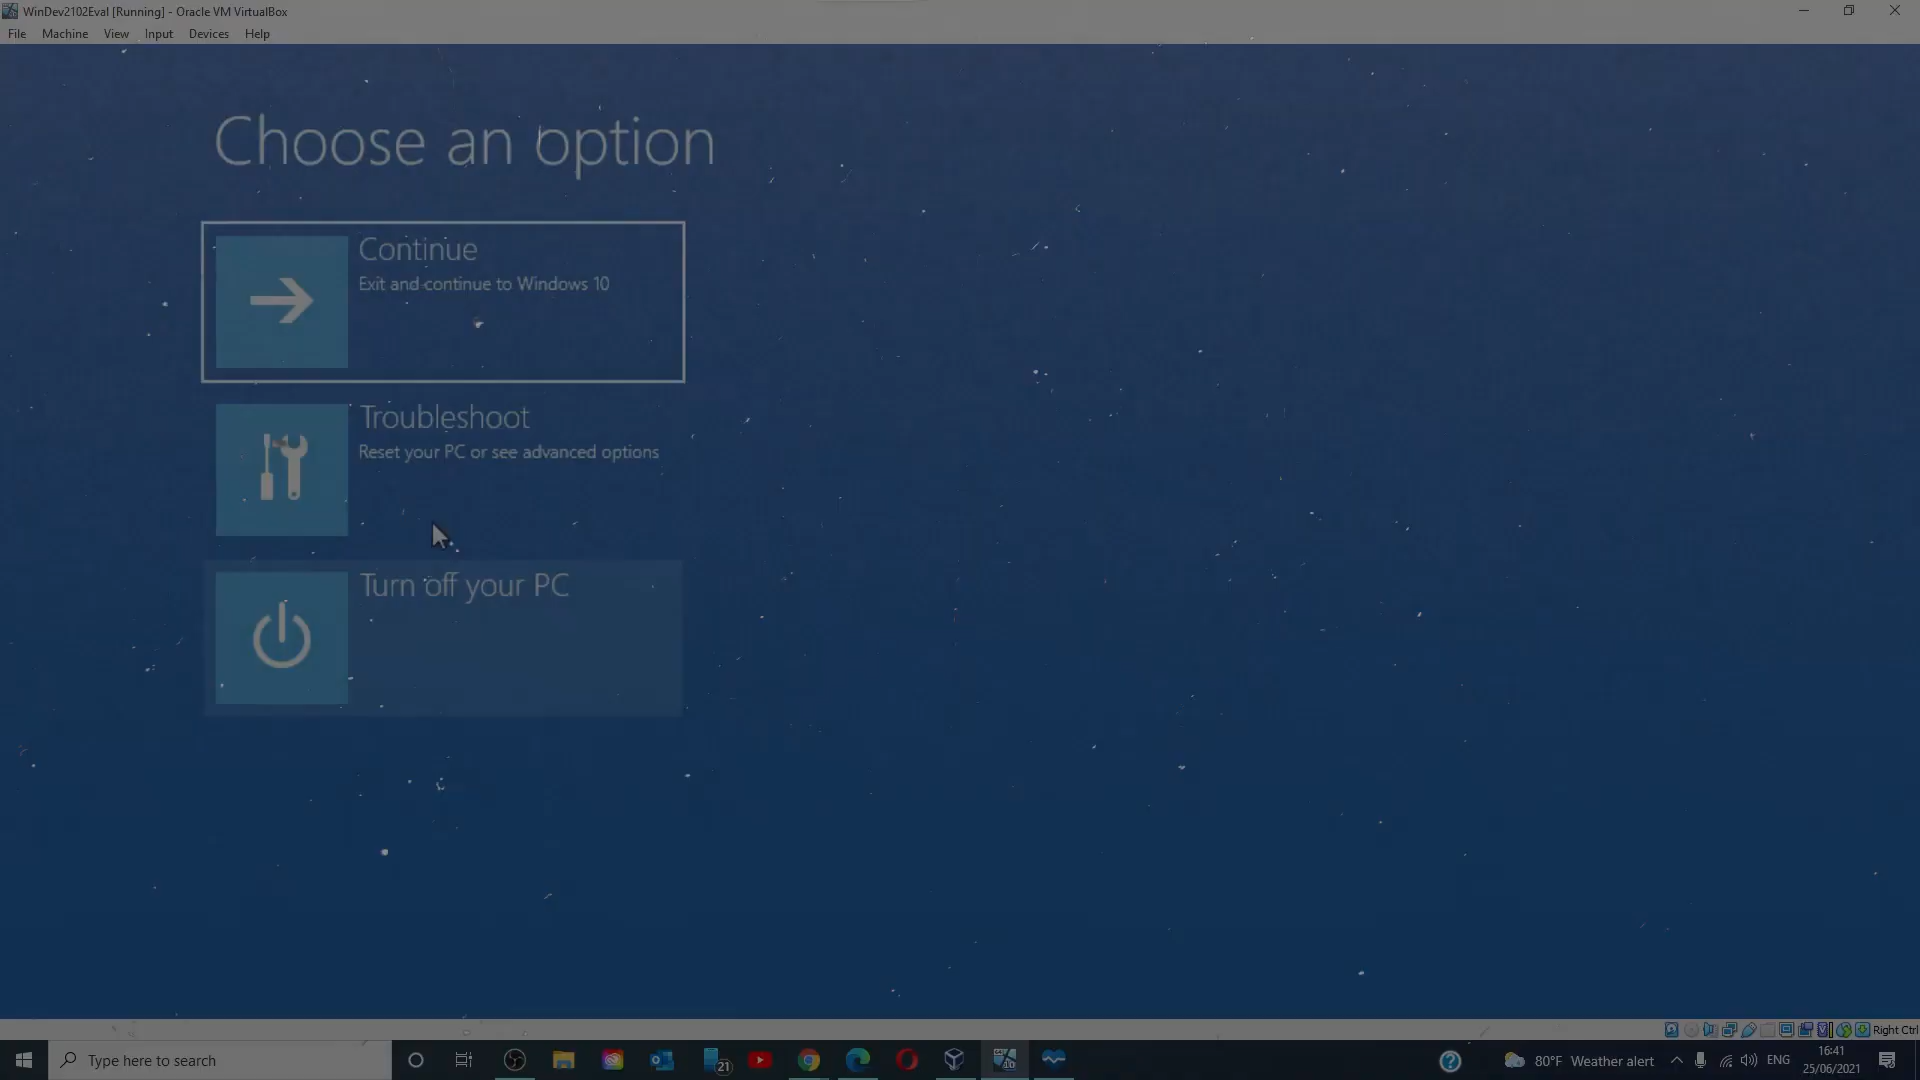 WinDev2102Eval [Running] - Oracle VM VirtualBox
File Machine View Input Devices Help
Choose an option
Continue
Exit and continue to Windows 10
Troubleshoot
Reset your PC or see advanced options
Turn off your PC
Right Ctrl
Type here to search
21
10
80°F Weather alert
ENG
16:41
25/06/2021